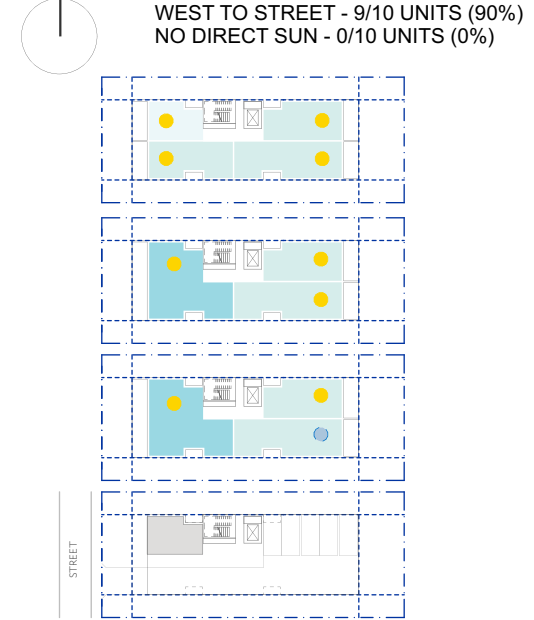 WEST TO STREET - 9/10 UNITS (90%)
NO DIRECT SUN - 0/10 UNITS (0%)
STREET